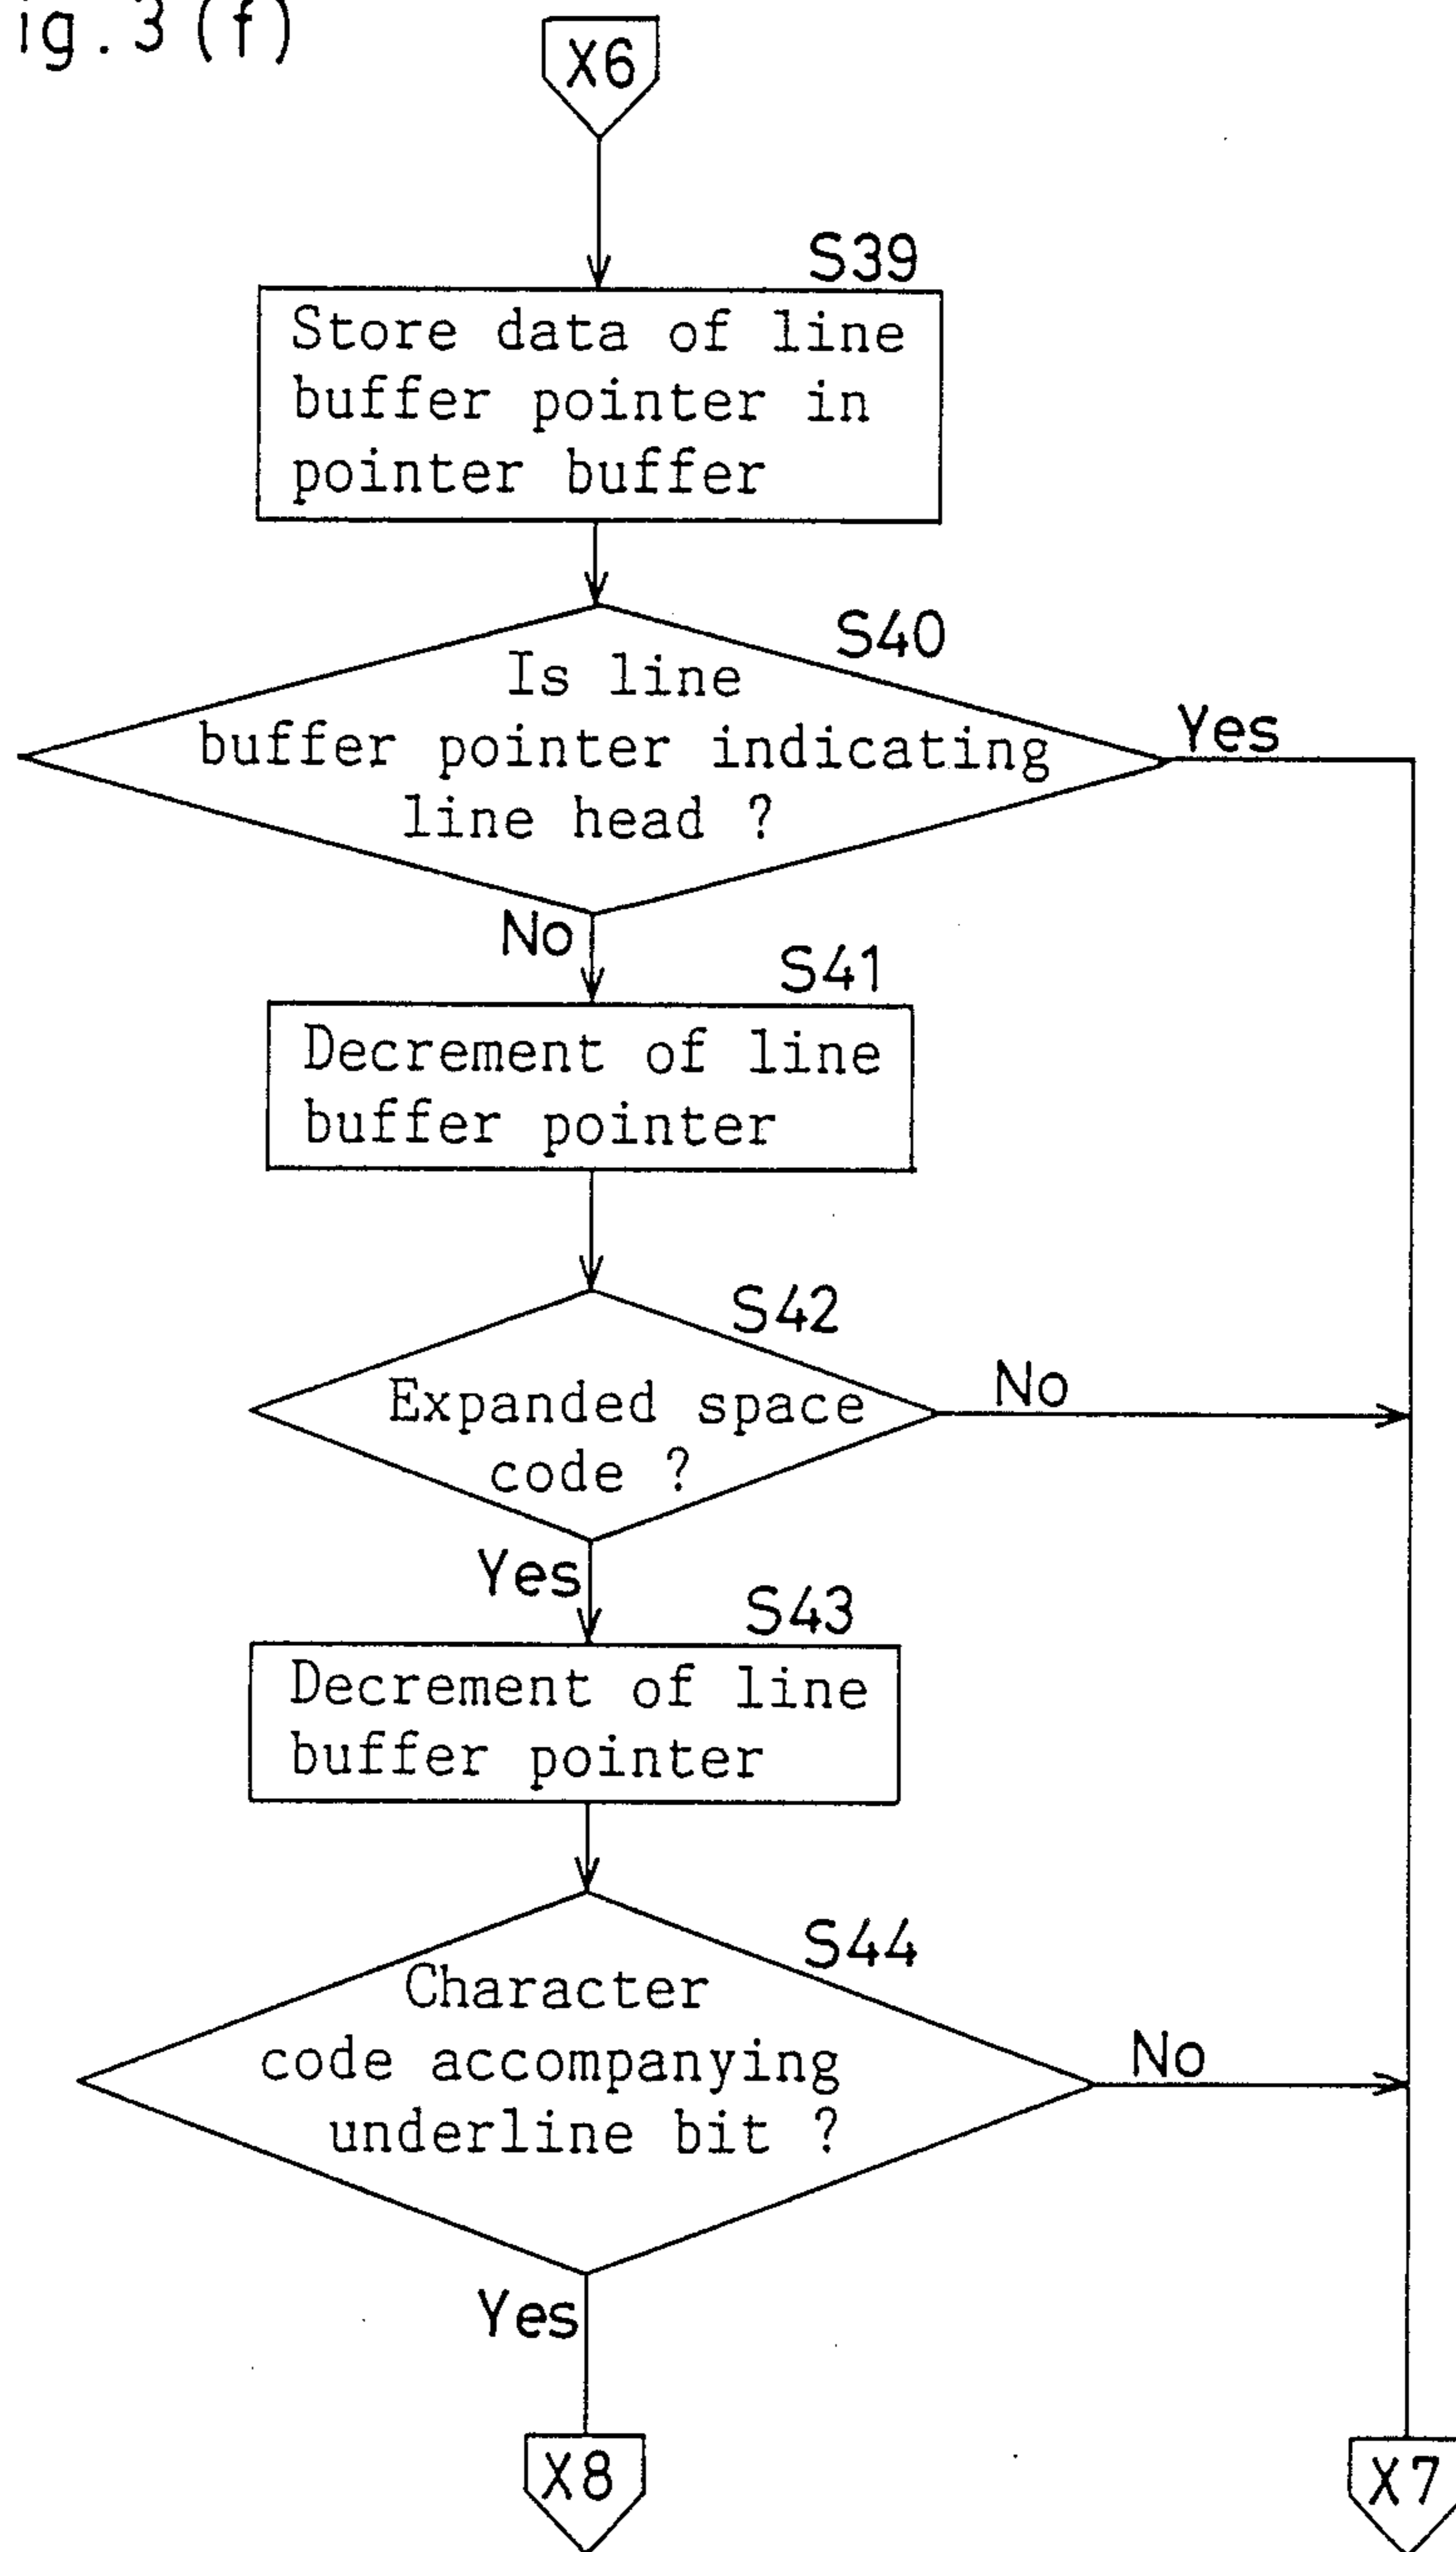 ig. 3 (f)
X6
S39
Store data of line
buffer pointer in
pointer buffer
S40
Is line
buffer pointer indicating
line head ?
Yes
No
S41
Decrement of line
buffer pointer
S42
Expanded space
code ?
No
Yes
S43
Decrement of line
buffer pointer
S44
Character
code accompanying
underline bit ?
No
Yes
X8
X7